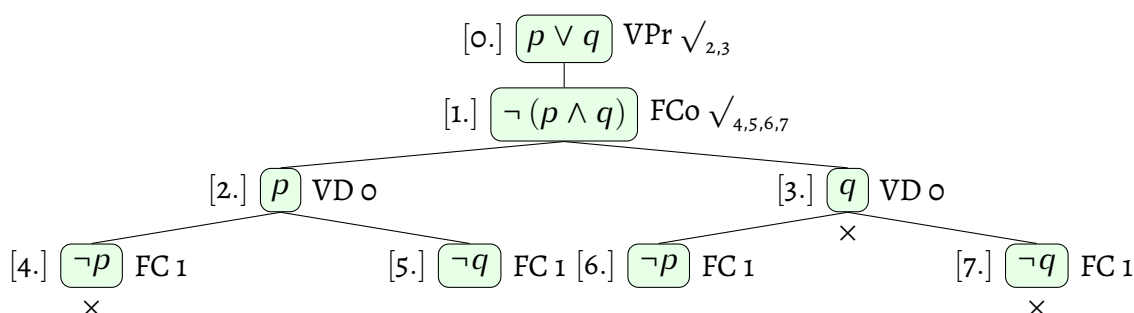 [0.] p ∨ q VPr √2,3
[1.] ¬ (p ∧ q) FCo √4,5,6,7
[2.] p VD 0 [3.] q VD 0
×
[4.] ¬p FC 1 [5.] ¬q FC 1 [6.] ¬p FC 1 [7.] ¬q FC 1
× ×